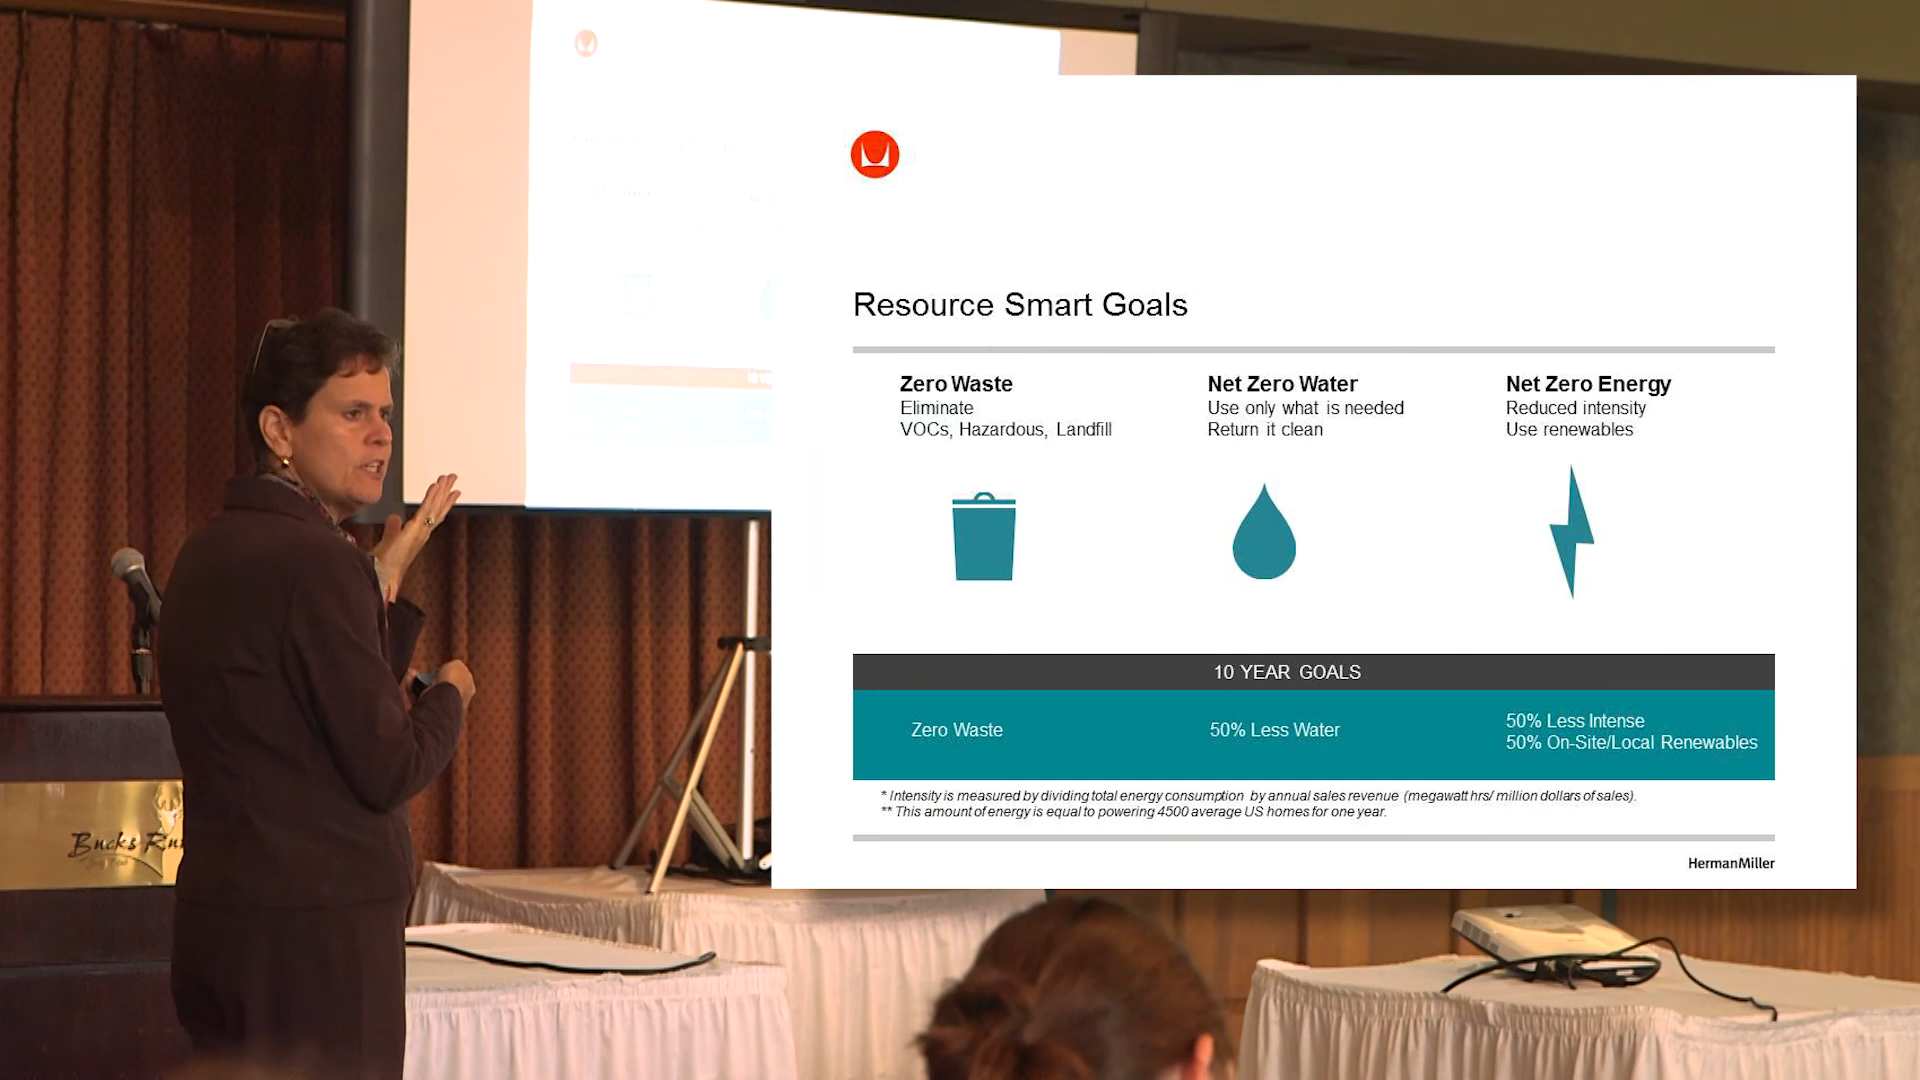 Resource Smart Goals
Zero Waste
Eliminate
VOCs, Hazardous, Landfill
Net Zero Water
Use only what is needed
Return it clean
Net Zero Energy
Reduced intensity
Use renewables
10 YEAR GOALS
Zero Waste
50% Less Water
50% Less Intense
50% On-Site/Local Renewables
* Intensity is measured by dividing total energy consumption by annual sales revenue (megawatt hrs/ million dollars of sales).
** This amount of energy is equal to powering 4500 average US homes for one year.
HermanMiller
Bucks Run